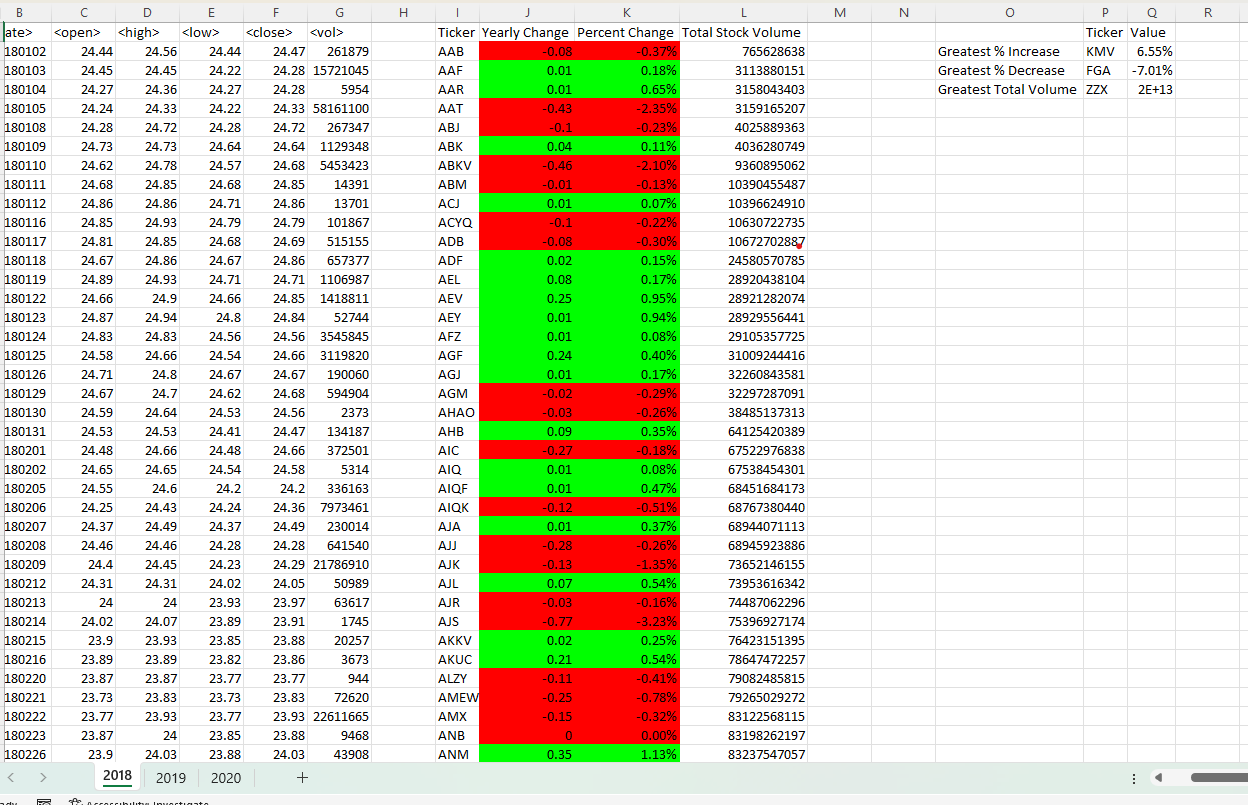 B C D E F G H I J K L M N O P Q R
ate> <open> <high> <low> <close> <vol> Ticker Yearly Change Percent Change Total Stock Volume Ticker Value
180102 24.44 24.56 24.44 24.47 261879 AAB -0.08 -0.37% 765628638 Greatest % Increase KMV 6.55%
180103 24.45 24.45 24.22 24.28 15721045 AAF 0.01 0.18% 3113880151 Greatest % Decrease FGA -7.01%
180104 24.27 24.36 24.27 24.28 5954 AAR 0.01 0.65% 3158043403 Greatest Total Volume ZZX 2E+13
180105 24.24 24.33 24.22 24.33 58161100 AAT -0.43 -2.35% 3159165207
180108 24.28 24.72 24.28 24.72 267347 ABJ -0.1 -0.23% 4025889363
180109 24.73 24.73 24.64 24.64 1129348 ABK 0.04 0.11% 4036280749
180110 24.62 24.78 24.57 24.68 5453423 ABKV -0.46 -2.10% 9360895062
180111 24.68 24.85 24.68 24.85 14391 ABM -0.01 -0.13% 10390455487
180112 24.86 24.86 24.71 24.86 13701 ACJ 0.01 0.07% 10396624910
180116 24.85 24.93 24.79 24.79 101867 ACYQ -0.1 -0.22% 10630722735
180117 24.81 24.85 24.68 24.69 515155 ADB -0.08 -0.30% 10672702887
180118 24.67 24.86 24.67 24.86 657377 ADF 0.02 0.15% 24580570785
180119 24.89 24.93 24.71 24.71 1106987 AEL 0.08 0.17% 28920438104
180122 24.66 24.9 24.66 24.85 1418811 AEV 0.25 0.95% 28921282074
180123 24.87 24.94 24.8 24.84 52744 AEY 0.01 0.94% 28929556441
180124 24.83 24.83 24.56 24.56 3545845 AFZ 0.01 0.08% 29105357725
180125 24.58 24.66 24.54 24.66 3119820 AGF 0.24 0.40% 31009244416
180126 24.71 24.8 24.67 24.67 190060 AGJ 0.01 0.17% 32260843581
180129 24.67 24.7 24.62 24.68 594904 AGM -0.02 -0.29% 32297287091
180130 24.59 24.64 24.53 24.56 2373 AHAO -0.03 -0.26% 38485137313
180131 24.53 24.53 24.41 24.47 134187 AHB 0.09 0.35% 64125420389
180201 24.48 24.66 24.48 24.66 372501 AIC -0.27 -0.18% 67522976838
180202 24.65 24.65 24.54 24.58 5314 AIQ 0.01 0.08% 67538454301
180205 24.55 24.6 24.2 24.2 336163 AIQF 0.01 0.47% 68451684173
180206 24.25 24.43 24.24 24.36 7973461 AIQK -0.12 -0.51% 68767380440
180207 24.37 24.49 24.37 24.49 230014 AJA 0.01 0.37% 68944071113
180208 24.46 24.46 24.28 24.28 641540 AJJ -0.28 -0.26% 68945923886
180209 24.4 24.45 24.23 24.29 21786910 AJK -0.13 -1.35% 73652146155
180212 24.31 24.31 24.02 24.05 50989 AJL 0.07 0.54% 73953616342
180213 24 24 23.93 23.97 63617 AJR -0.03 -0.16% 74487062296
180214 24.02 24.07 23.89 23.91 1745 AJS -0.77 -3.23% 75396927174
180215 23.9 23.93 23.85 23.88 20257 AKKV 0.02 0.25% 76423151395
180216 23.89 23.89 23.82 23.86 3673 AKUC 0.21 0.54% 78647472257
180220 23.87 23.87 23.77 23.77 944 ALZY -0.11 -0.41% 79082485815
180221 23.73 23.83 23.73 23.83 72620 AMEW -0.25 -0.78% 79265029272
180222 23.77 23.93 23.77 23.93 22611665 AMX -0.15 -0.32% 83122568115
180223 23.87 24 23.85 23.88 9468 ANB 0 0.00% 83198262197
180226 23.9 24.03 23.88 24.03 43908 ANM 0.35 1.13% 83237547057
2018 2019 2020
Accessibility: Investigate